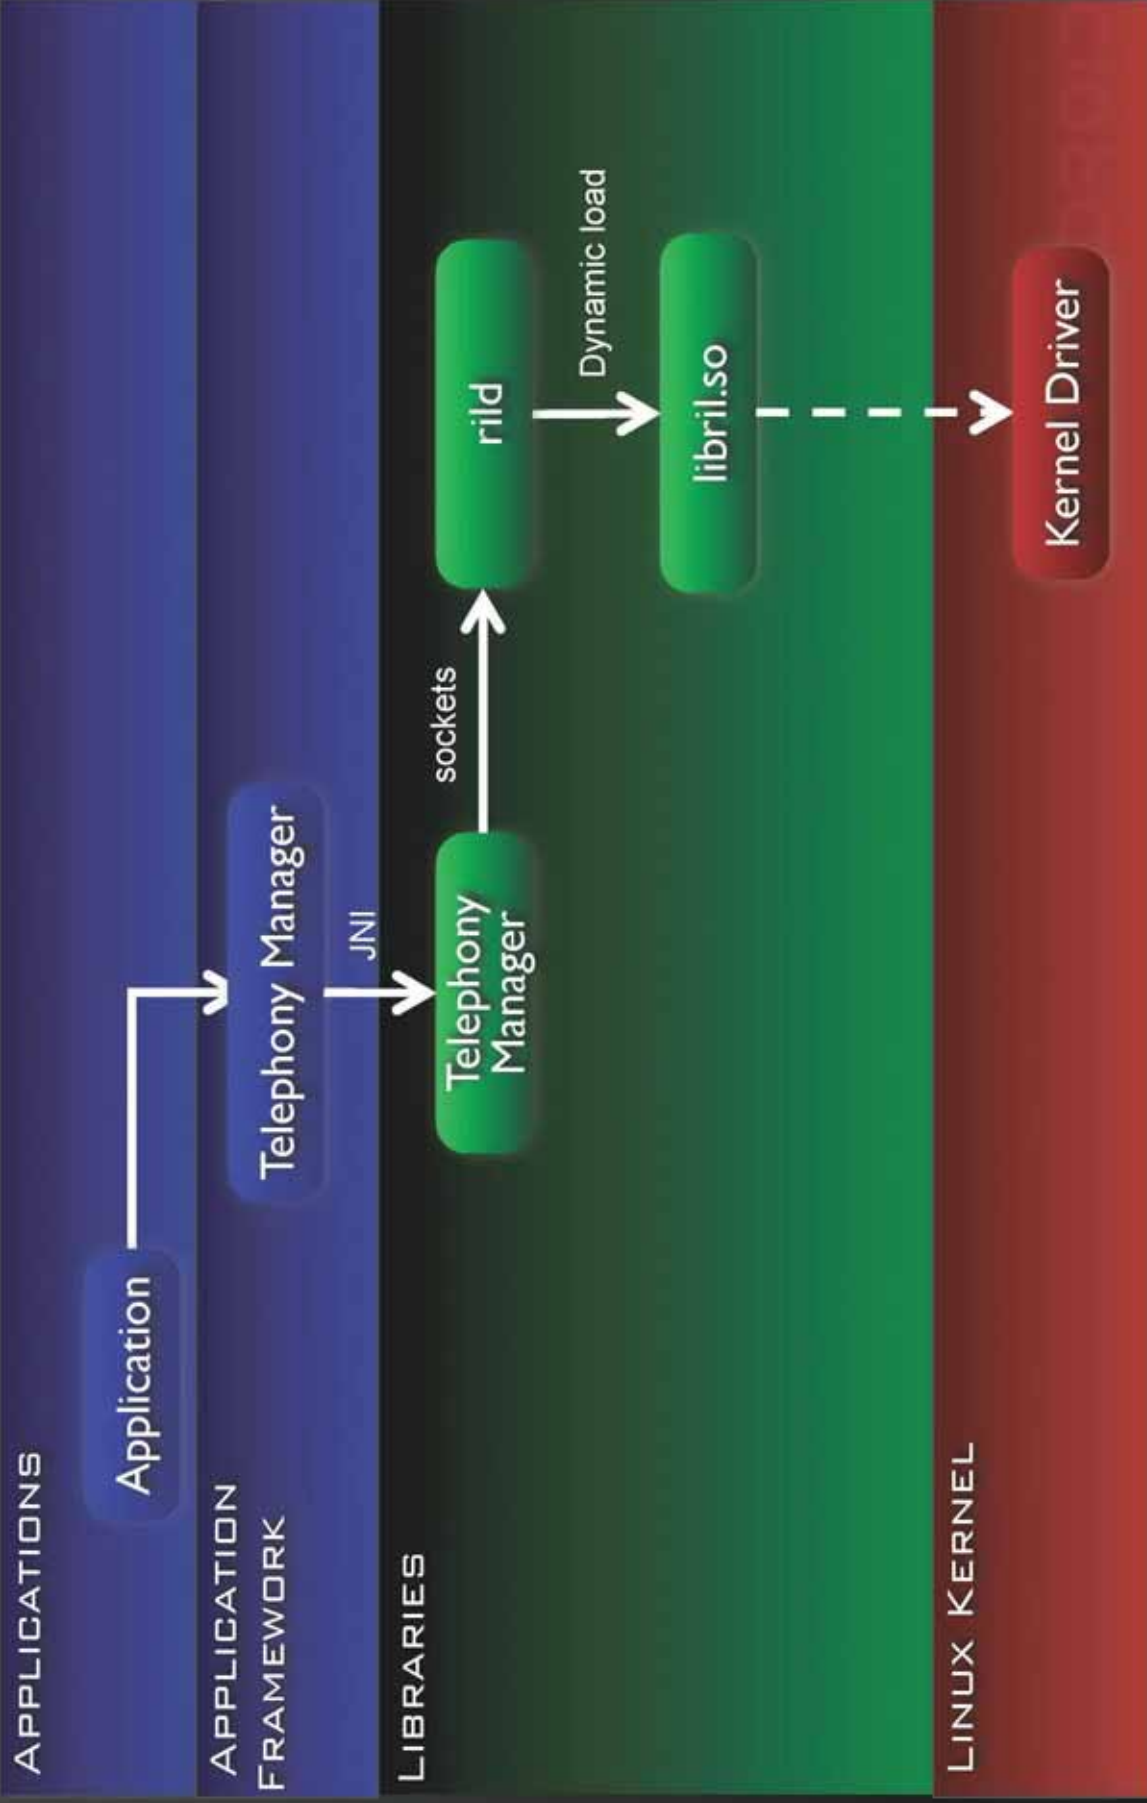 APPLICATIONS
Application
APPLICATION
FRAMEWORK
Telephony Manager
JNI
LIBRARIES
Telephony
Manager
sockets
rild
Dynamic load
libril.so
LINUX KERNEL
Kernel Driver